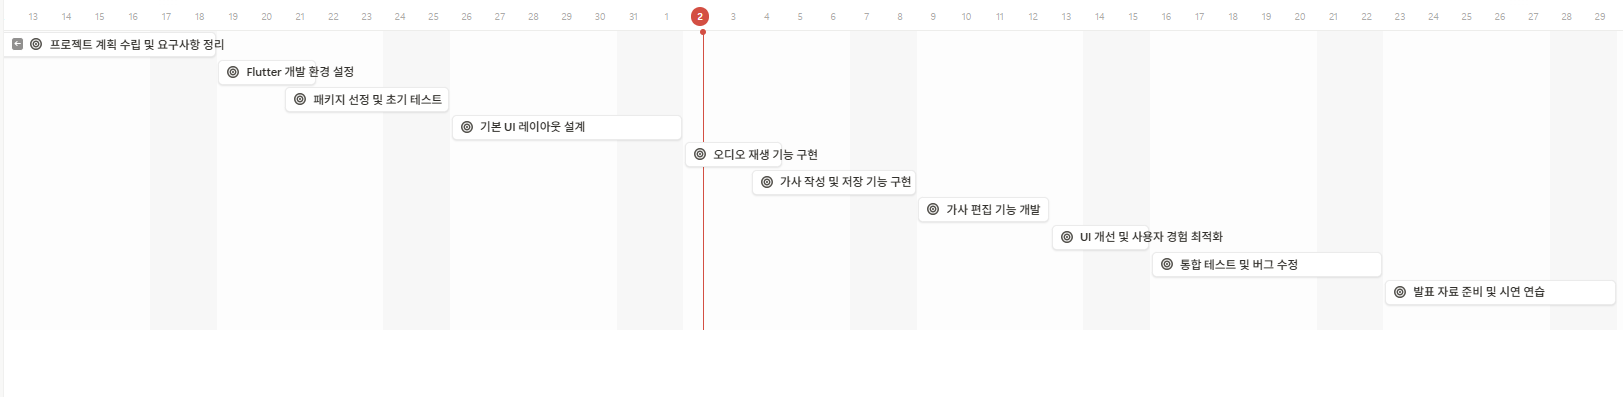 13 14 15 16 17 18 19 20 21 22 23 24 25 26 27 28 29 30 31 1 2 3 4 5 6 7 8 9 10 11 12 13 14 15 16 17 18 19 20 21 22 23 24 25 26 27 28 29
프로젝트 계획 수립 및 요구사항 정리
Flutter 개발 환경 설정
패키지 선정 및 초기 테스트
기본 UI 레이아웃 설계
오디오 재생 기능 구현
가사 작성 및 저장 기능 구현
가사 편집 기능 개발
UI 개선 및 사용자 경험 최적화
통합 테스트 및 버그 수정
발표 자료 준비 및 시연 연습